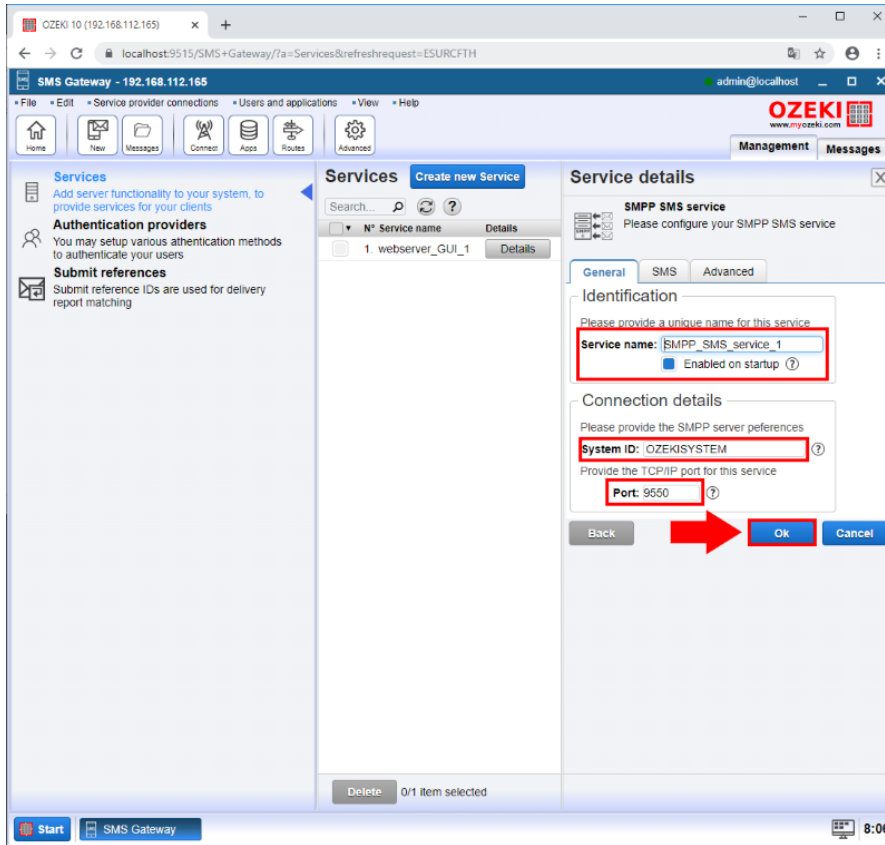 OZEKI 10 (192.168.112.165)
localhost:9515/SMS+Gateway/?a=Services&refreshrequest=ESURCFTH
SMS Gateway - 192.168.112.165
admin@localhost
File Edit Service provider connections Users and applications View Help
OZEKI
www.myozeki.com
Home New Messages Connect Apps Routes Advanced
Management Messages
Services
Add server functionality to your system, to
provide services for your clients
Authentication providers
You may setup various athentication methods
to authenticate your users
Submit references
Submit reference IDs are used for delivery
report matching
Services Create new Service
Search...
N° Service name Details
1. webserver_GUI_1 Details
Delete 0/1 item selected
Service details
SMPP SMS service
Please configure your SMPP SMS service
General SMS Advanced
Identification
Please provide a unique name for this service
Service name: SMPP_SMS_service_1
Enabled on startup ?
Connection details
Please provide the SMPP server peferences
System ID: OZEKISYSTEM ?
Provide the TCP/IP port for this service
Port: 9550 ?
Back Ok Cancel
Start SMS Gateway